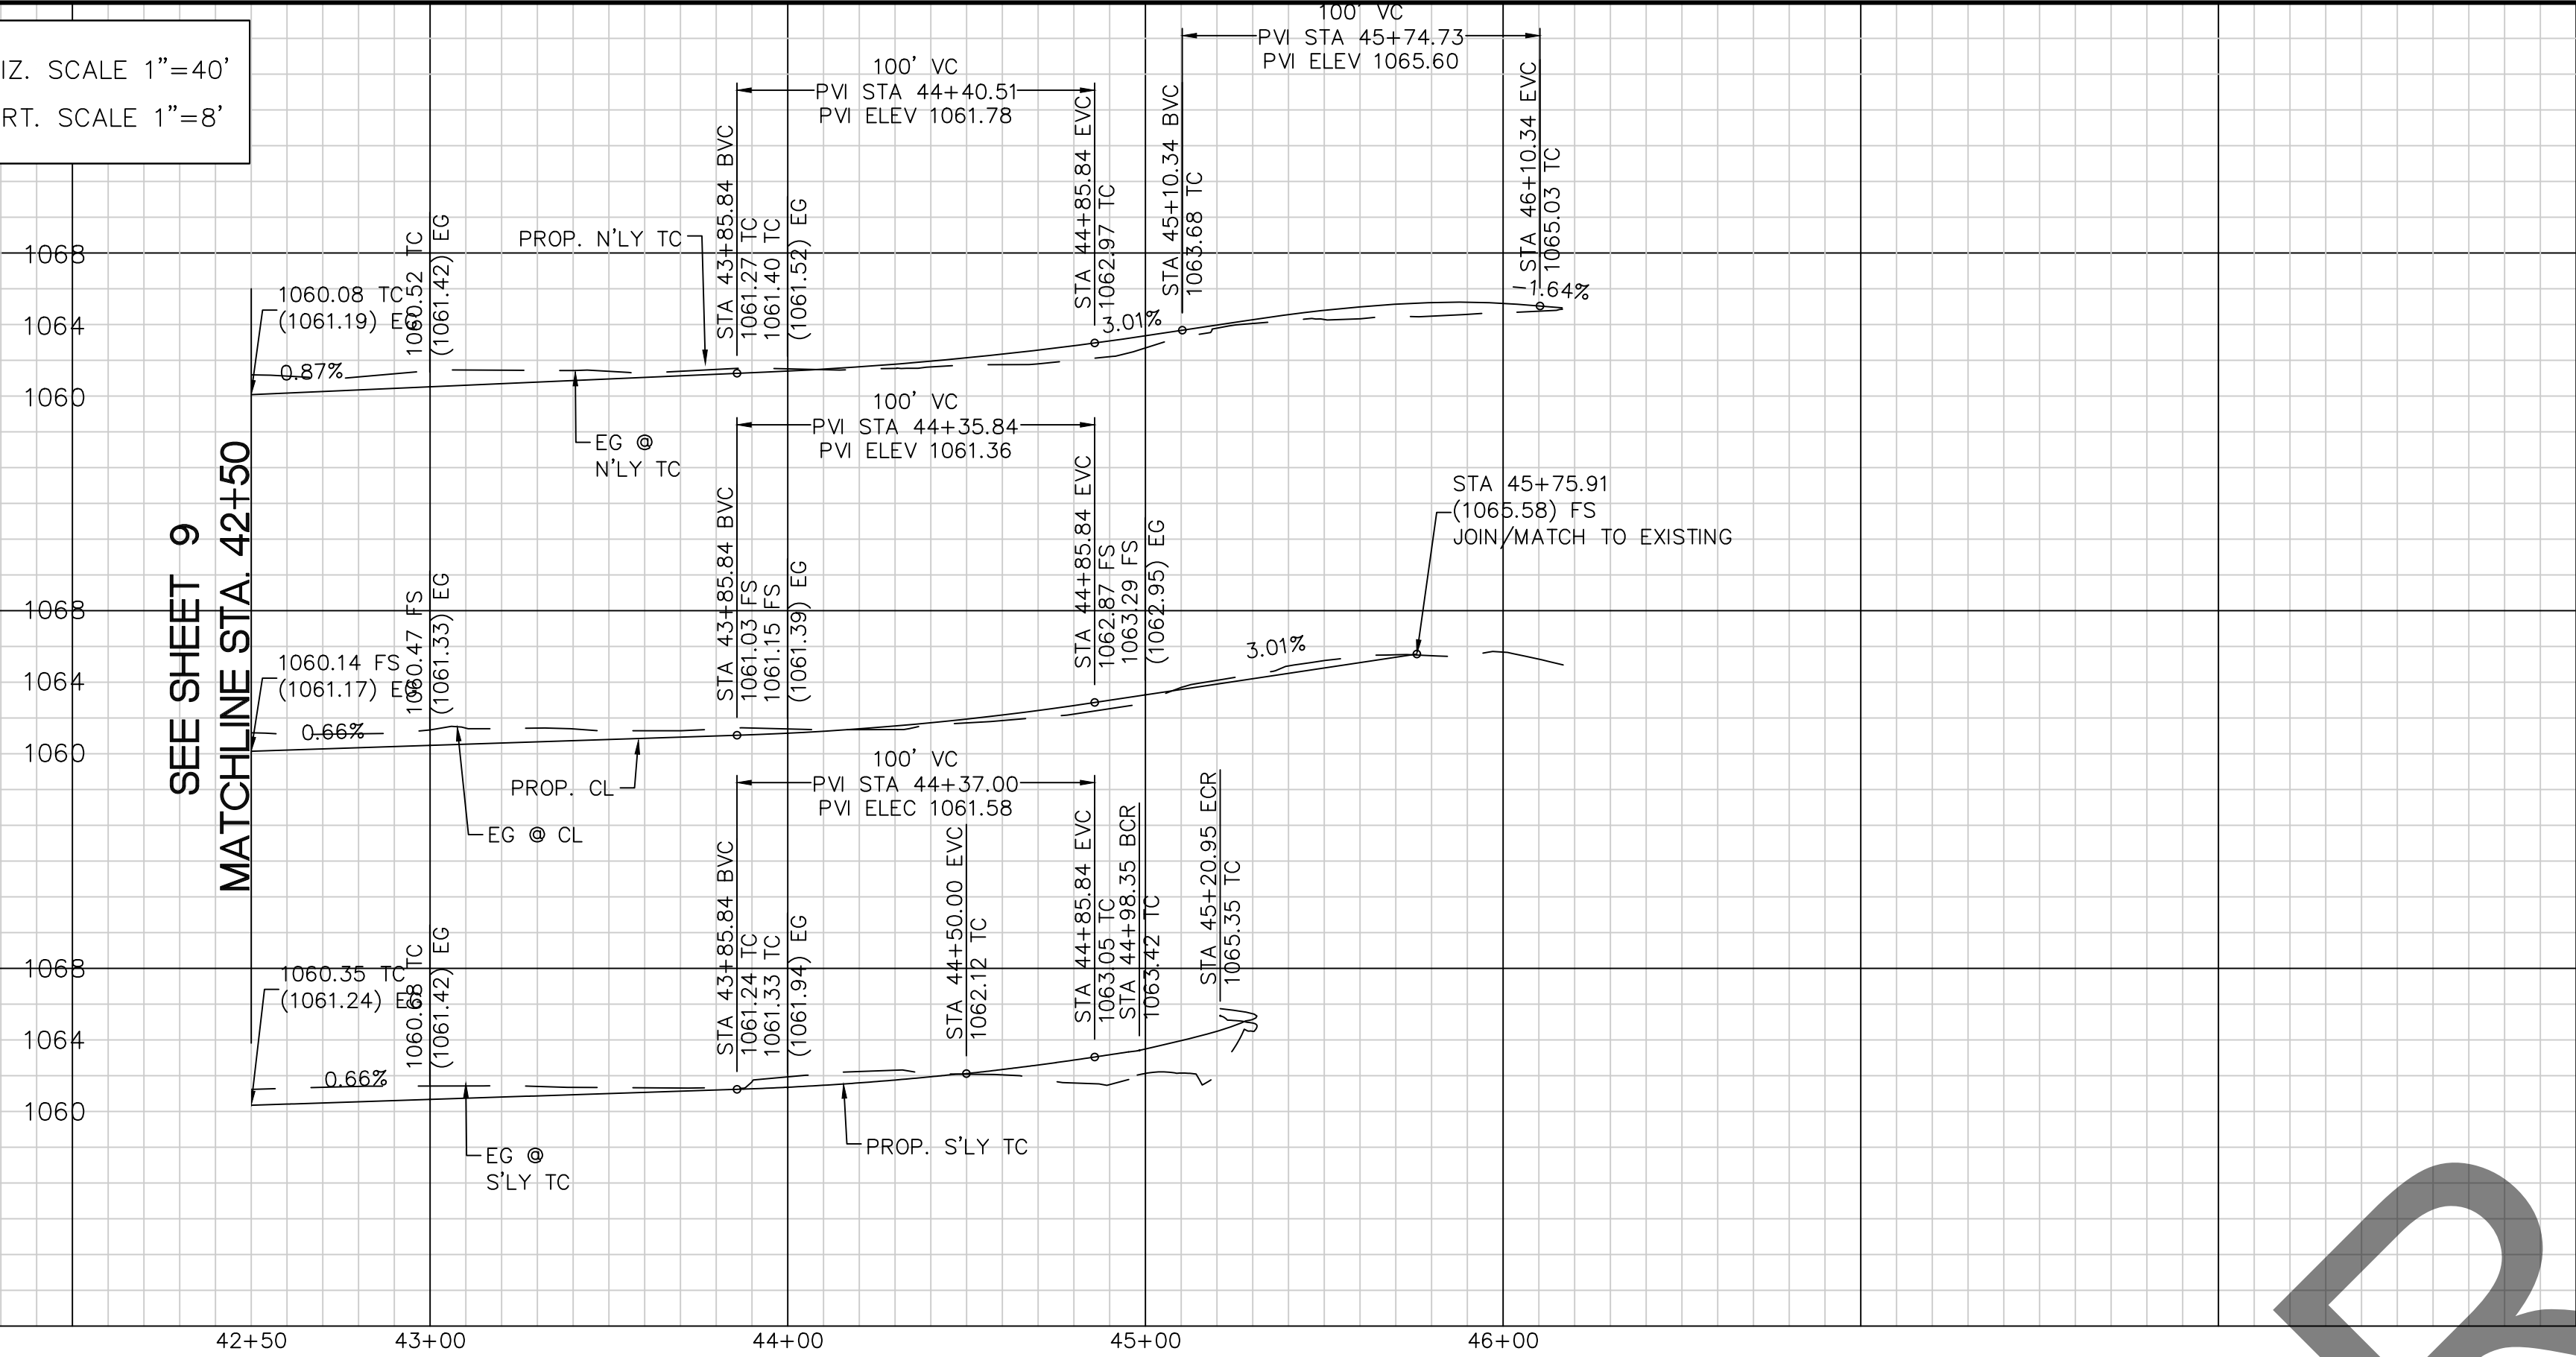 IZ. SCALE 1"=40'
RT. SCALE 1"=8'
100' VC
PVI STA 45+74.73
PVI ELEV 1065.60
100' VC
PVI STA 44+40.51
PVI ELEV 1061.78
1068
1064
1060
1060.08 TC
(1061.19) EG
0.87%
1060.52 TC
(1061.42) EG
PROP. N'LY TC
STA 43+85.84 BVC
1061.27 TC
1061.40 TC
(1061.52) EG
STA 44+85.84 EVC
1062.97 TC
3.01%
STA 45+10.34 BVC
1063.68 TC
STA 46+10.34 EVC
1065.03 TC
-1.64%
EG @
N'LY TC
SEE SHEET 9
MATCHLINE STA. 42+50
100' VC
PVI STA 44+35.84
PVI ELEV 1061.36
1068
1064
1060
1060.14 FS
(1061.17) EG
0.66%
1060.47 FS
(1061.33) EG
STA 43+85.84 BVC
1061.03 FS
1061.15 FS
(1061.39) EG
STA 44+85.84 EVC
1062.87 FS
1063.29 FS
(1062.95) EG
3.01%
STA 45+75.91
(1065.58) FS
JOIN/MATCH TO EXISTING
PROP. CL
EG @ CL
100' VC
PVI STA 44+37.00
PVI ELEC 1061.58
1068
1064
1060
1060.35 TC
(1061.24) EG
0.66%
1060.68 TC
(1061.42) EG
STA 43+85.84 BVC
1061.24 TC
1061.33 TC
(1061.94) EG
STA 44+50.00 EVC
1062.12 TC
STA 44+85.84 EVC
1063.05 TC
STA 44+98.35 BCR
1063.42 TC
STA 45+20.95 ECR
1065.35 TC
EG @
S'LY TC
PROP. S'LY TC
42+50
43+00
44+00
45+00
46+00